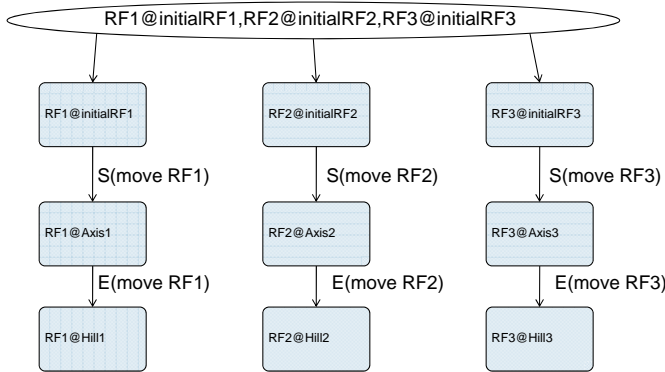 RF1@initialRF1,RF2@initialRF2,RF3@initialRF3
RF1@initialRF1
RF2@initialRF2
RF3@initialRF3
S(move RF1)
S(move RF2)
S(move RF3)
RF1@Axis1
RF2@Axis2
RF3@Axis3
E(move RF1)
E(move RF2)
E(move RF3)
RF1@Hill1
RF2@Hill2
RF3@Hill3